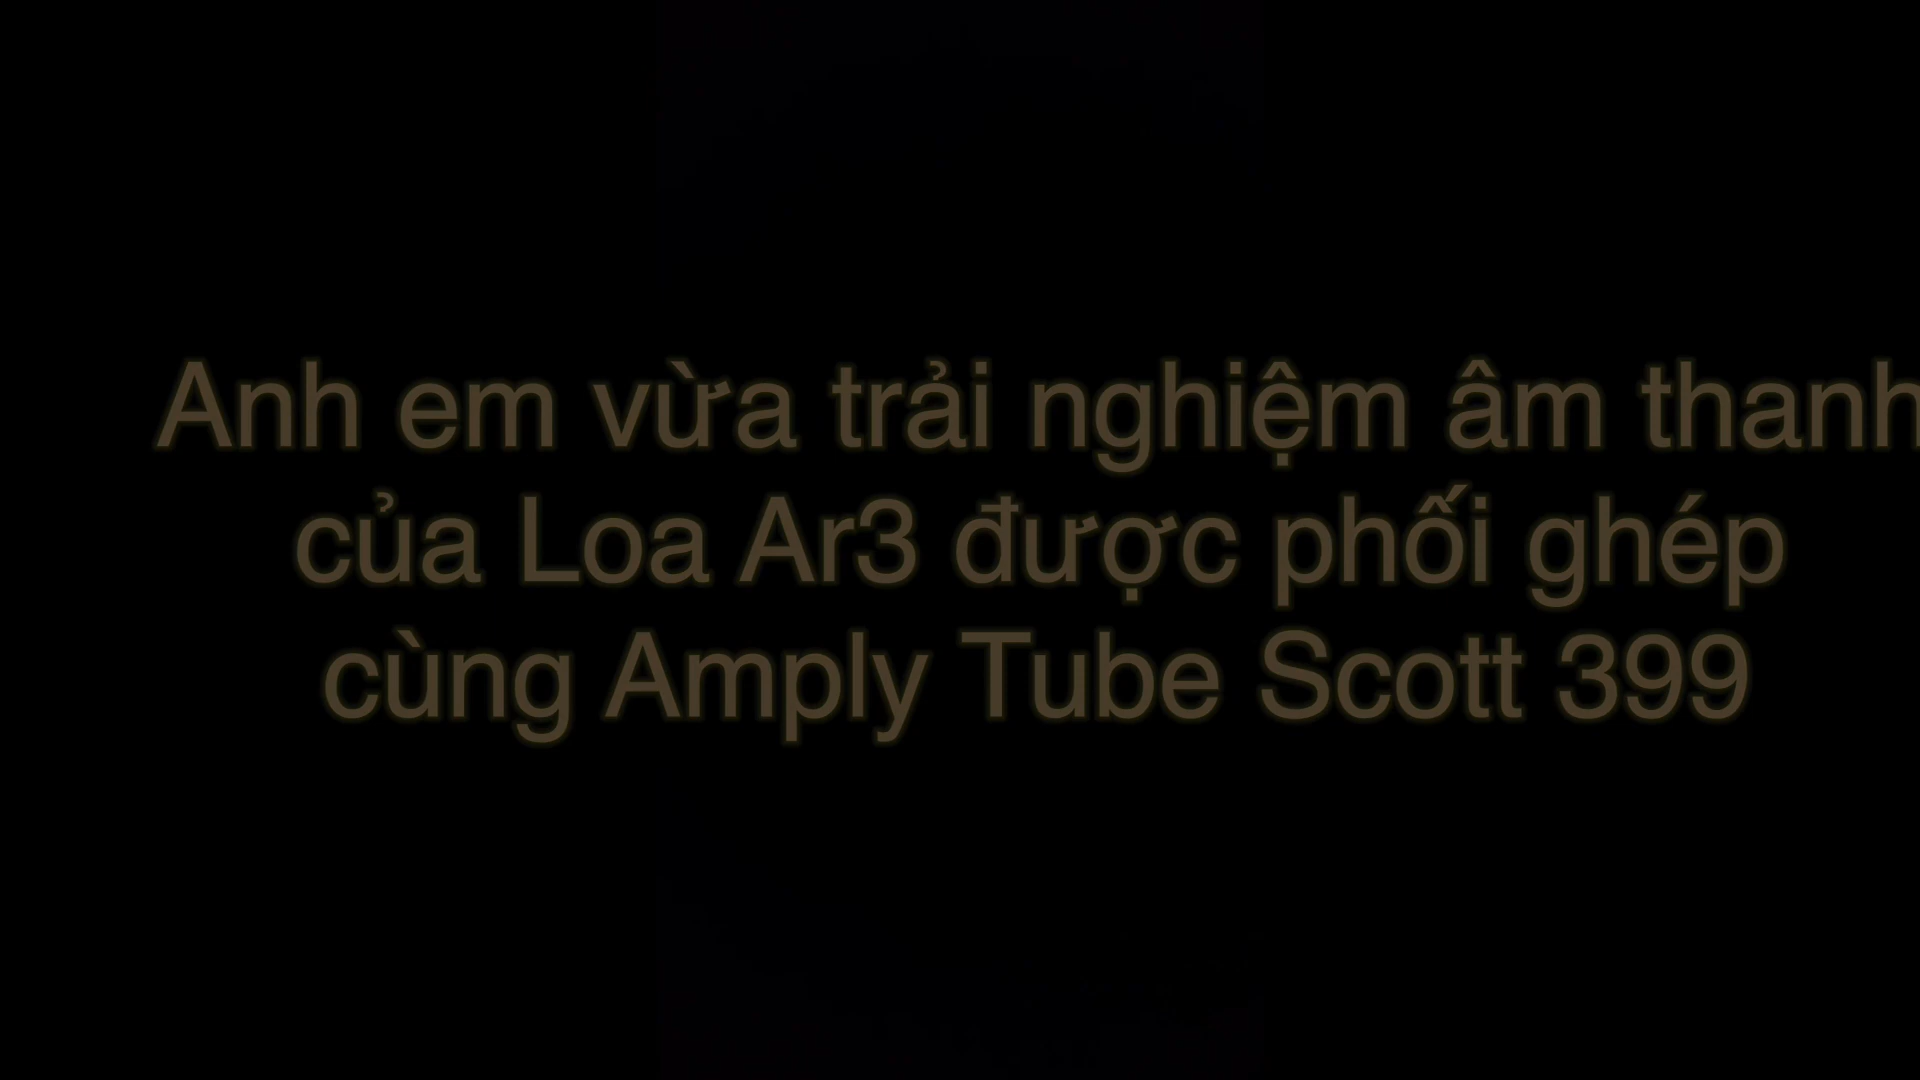 Anh em vừa trải nghiệm âm thanh
của Loa Ar3 được phối ghép
cùng Amply Tube Scott 399